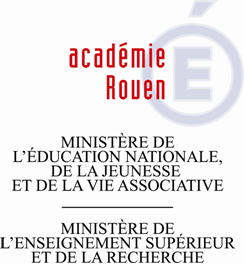 académie
Rouen
É
MINISTÈRE DE
L'ÉDUCATION NATIONALE,
DE LA JEUNESSE
ET DE LA VIE ASSOCIATIVE
MINISTÈRE DE
L'ENSEIGNEMENT SUPÉRIEUR
ET DE LA RECHERCHE